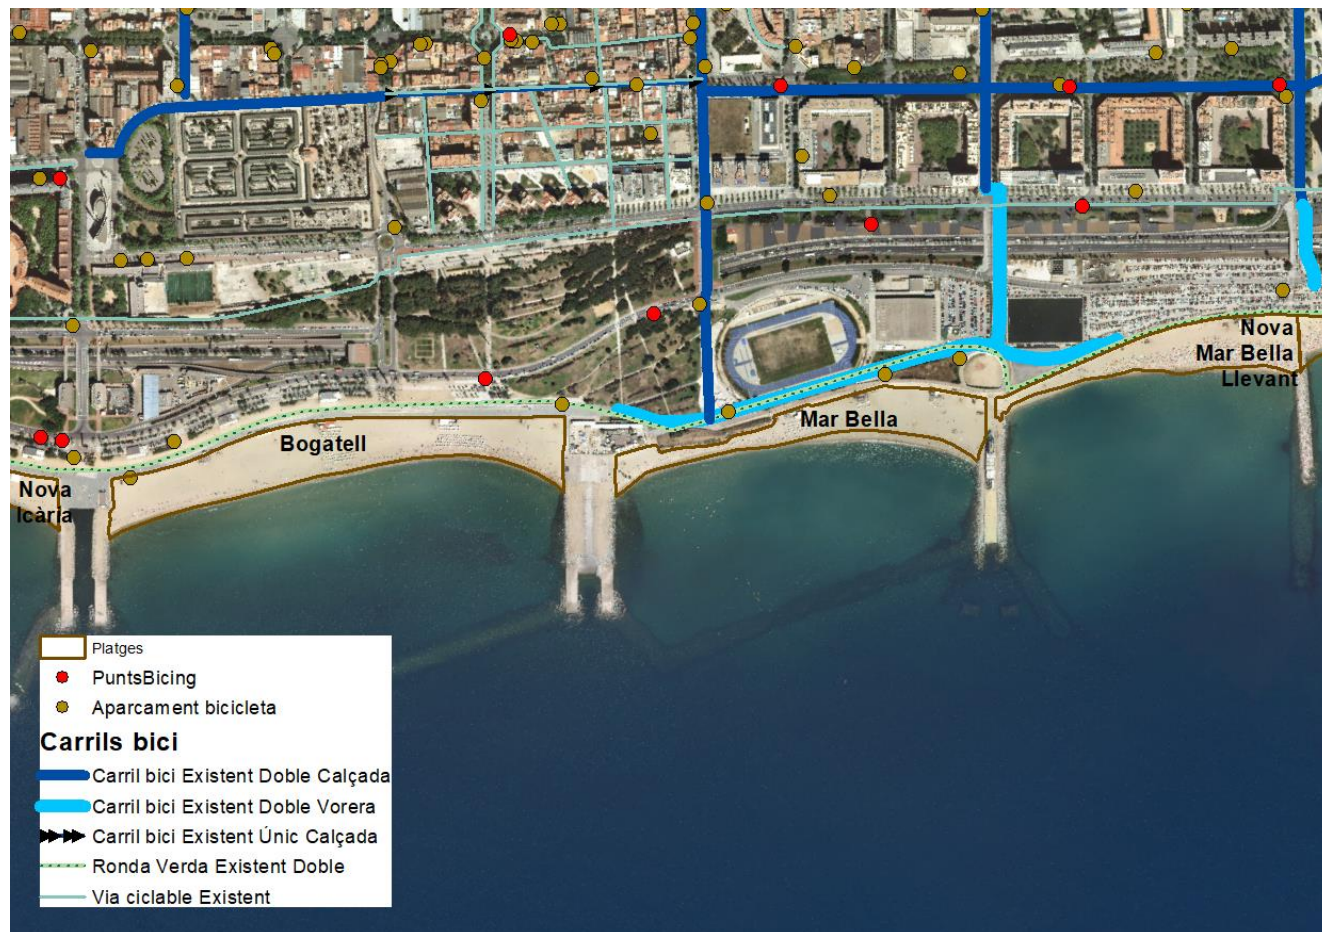 Nova
Mar Bella
Llevant
Mar Bella
Bogatell
Nova
Icària
Platges
PuntsBicing
Aparcament bicicleta
Carrils bici
Carril bici Existent Doble Calçada
Carril bici Existent Doble Vorera
Carril bici Existent Únic Calçada
Ronda Verda Existent Doble
Via ciclable Existent